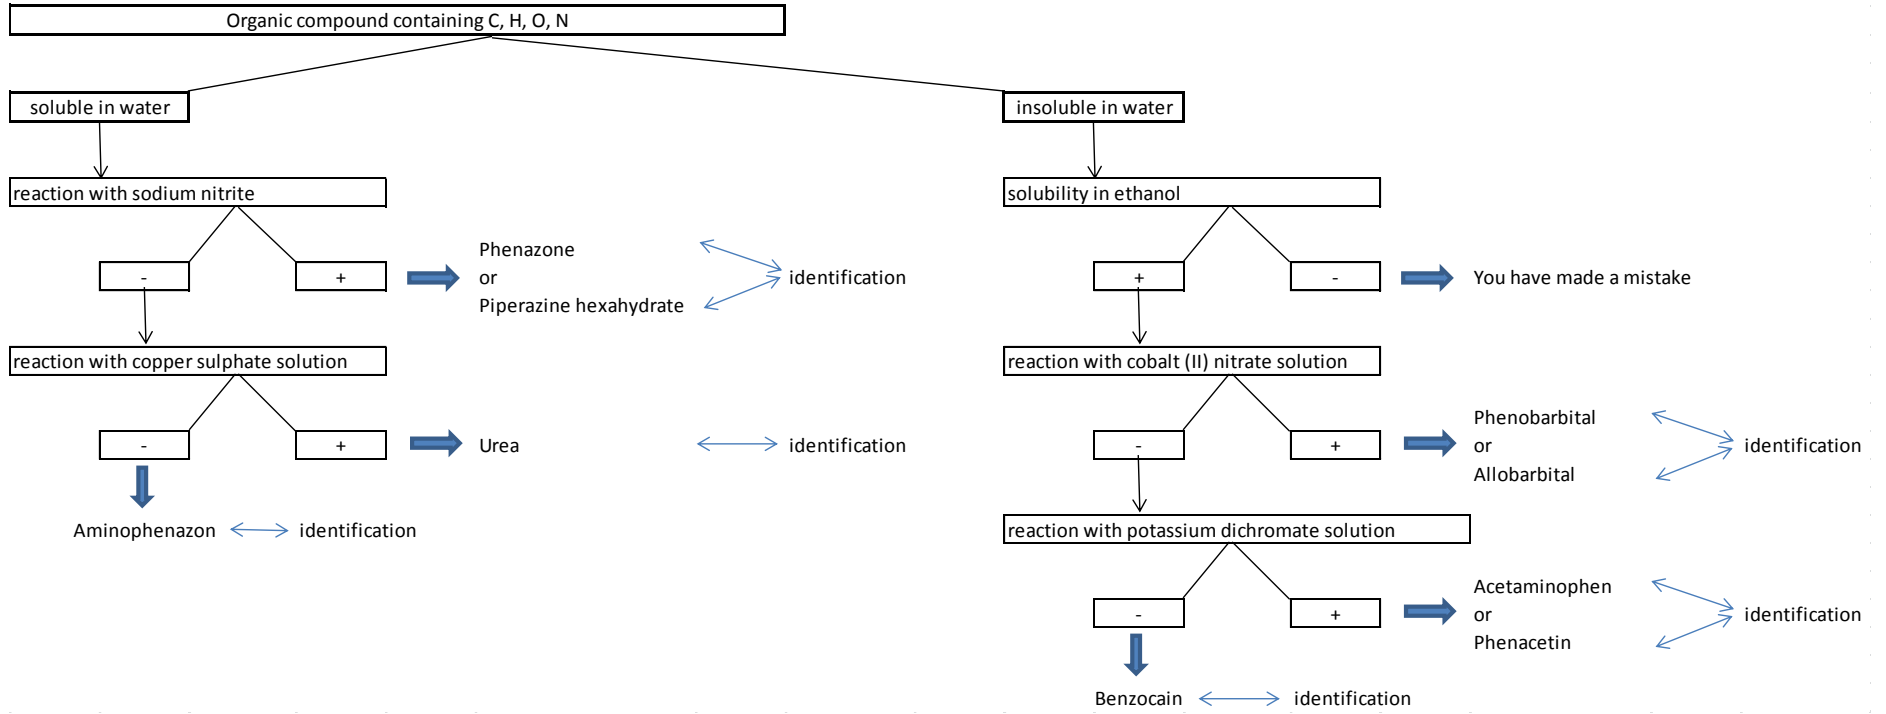 Organic compound containing C, H, O, N
soluble in water
insoluble in water
reaction with sodium nitrite
solubility in ethanol
-
+
Phenazone
or
Piperazine hexahydrate
identification
+
-
You have made a mistake
reaction with copper sulphate solution
reaction with cobalt (II) nitrate solution
-
+
Urea
identification
-
+
Phenobarbital
or
Allobarbital
identification
Aminophenazon
identification
reaction with potassium dichromate solution
-
+
Acetaminophen
or
Phenacetin
identification
Benzocain
identification